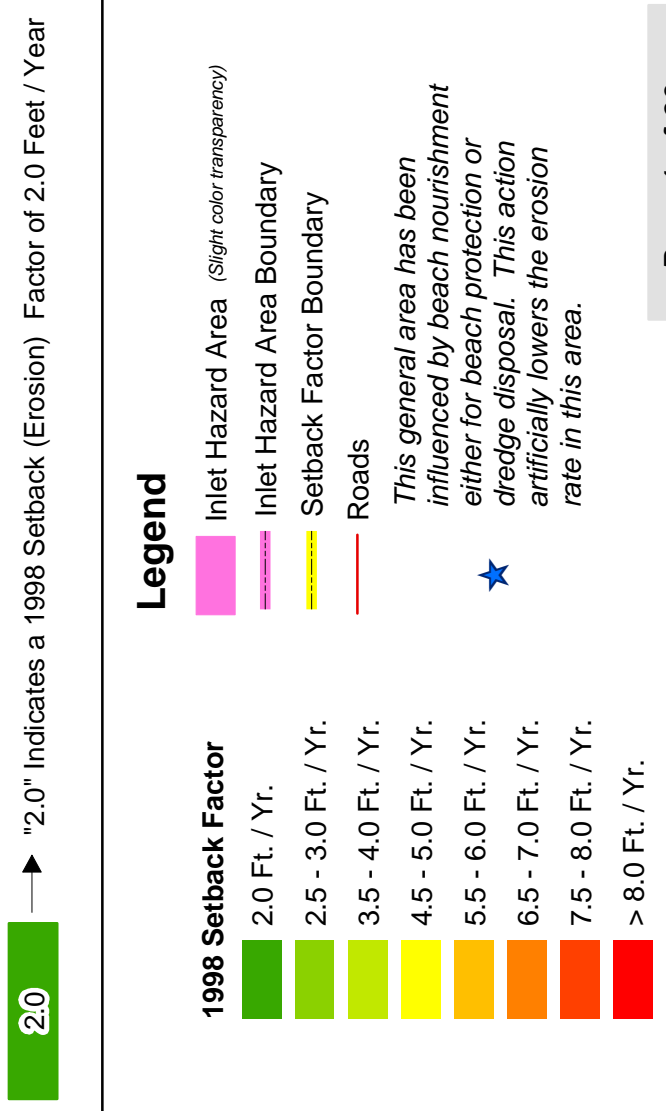 2.0 "2.0" Indicates a 1998 Setback (Erosion) Factor of 2.0 Feet / Year
Legend
1998 Setback Factor
2.0 Ft. / Yr.
2.5 - 3.0 Ft. / Yr.
3.5 - 4.0 Ft. / Yr.
4.5 - 5.0 Ft. / Yr.
5.5 - 6.0 Ft. / Yr.
6.5 - 7.0 Ft. / Yr.
7.5 - 8.0 Ft. / Yr.
> 8.0 Ft. / Yr.
Inlet Hazard Area (Slight color transparency)
Inlet Hazard Area Boundary
Setback Factor Boundary
Roads
This general area has been
influenced by beach nourishment
either for beach protection or
dredge disposal. This action
artificially lowers the erosion
rate in this area.